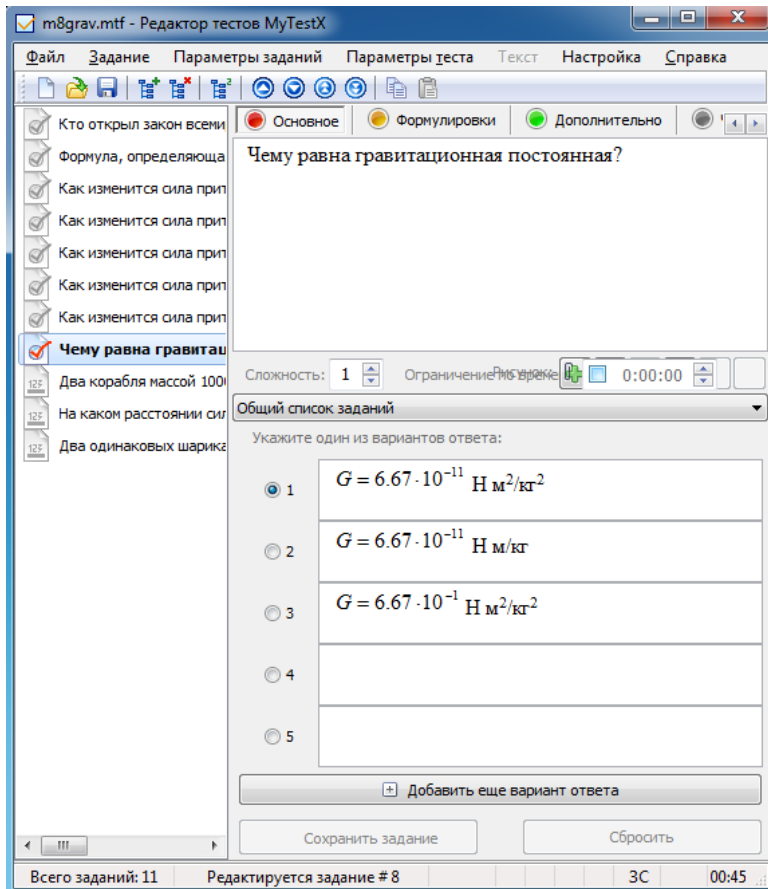 m8grav.mtf - Редактор тестов MyTestX
Файл Задание Параметры заданий Параметры теста Текст Настройка Справка
Кто открыл закон всеми
Формула, определяюща
Как изменится сила прит
Как изменится сила прит
Как изменится сила прит
Как изменится сила прит
Как изменится сила прит
Чему равна гравитац
Два корабля массой 100
На каком расстоянии сил
Два одинаковых шарика
Основное Формулировки Дополнительно
Чему равна гравитационная постоянная?
Сложность: 1 Ограничение по време Рисунок: 0:00:00
Общий список заданий
Укажите один из вариантов ответа:
1 G = 6.67 · 10⁻¹¹ Н м²/кг²
2 G = 6.67 · 10⁻¹¹ Н м/кг
3 G = 6.67 · 10⁻¹ Н м²/кг²
4
5
Добавить еще вариант ответа
Сохранить задание Сбросить
Всего заданий: 11 Редактируется задание # 8 ЗС 00:45